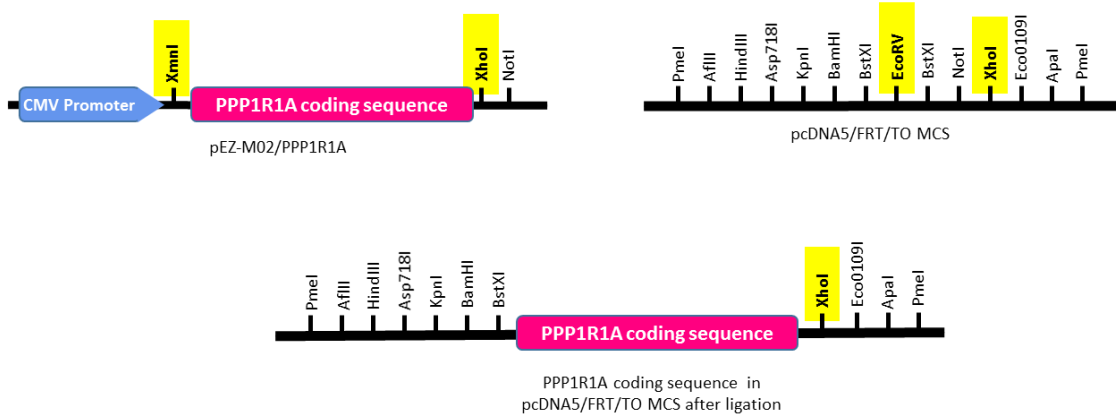 XmnI
XhoI
NotI
CMV Promoter
PPP1R1A coding sequence
pEZ-M02/PPP1R1A
PmeI
AflII
HindIII
Asp718I
KpnI
BamHI
BstXI
EcoRV
BstXI
NotI
XhoI
Eco0109I
ApaI
PmeI
pcDNA5/FRT/TO MCS
PmeI
AflII
HindIII
Asp718I
KpnI
BamHI
BstXI
PPP1R1A coding sequence
XhoI
Eco0109I
ApaI
PmeI
PPP1R1A coding sequence in
pcDNA5/FRT/TO MCS after ligation